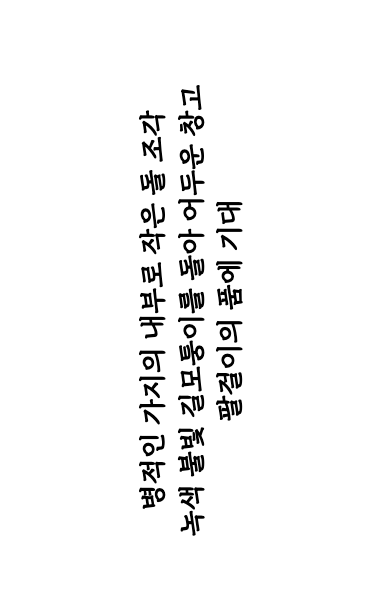 병적인 가지의 내부로 작은 돌 조각
녹색 불빛 길모퉁이를 돌아 어두운 창고
팔걸이의 품에 기대